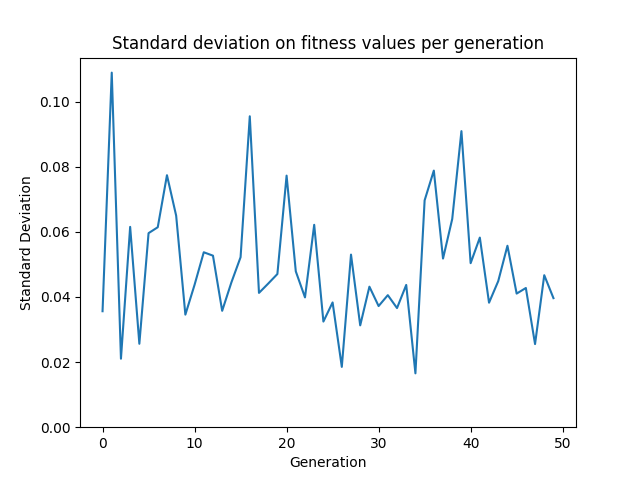 Standard deviation on fitness values per generation
0.10
0.08
0.06
0.04
0.02
0.00
Standard Deviation
0 10 20 30 40 50
Generation